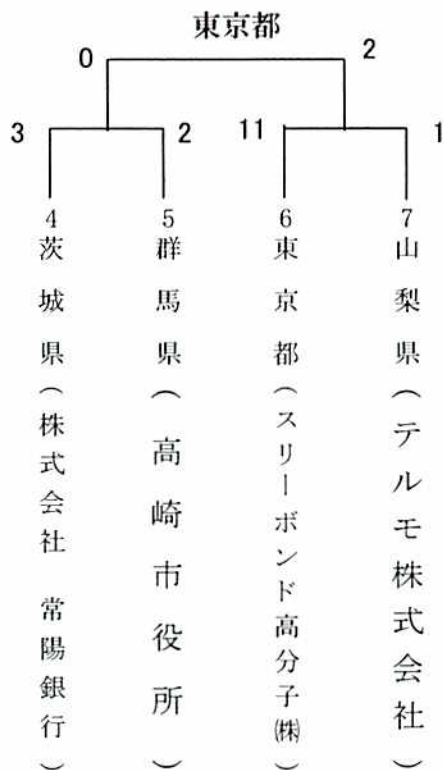 東京都
0 2
3 2 11 1
4 5 6 7
茨城県(株式会社 常陽銀行)
群馬県(高崎市役所)
東京都(スリーボンド高分子㈱)
山梨県(テルモ株式会社)